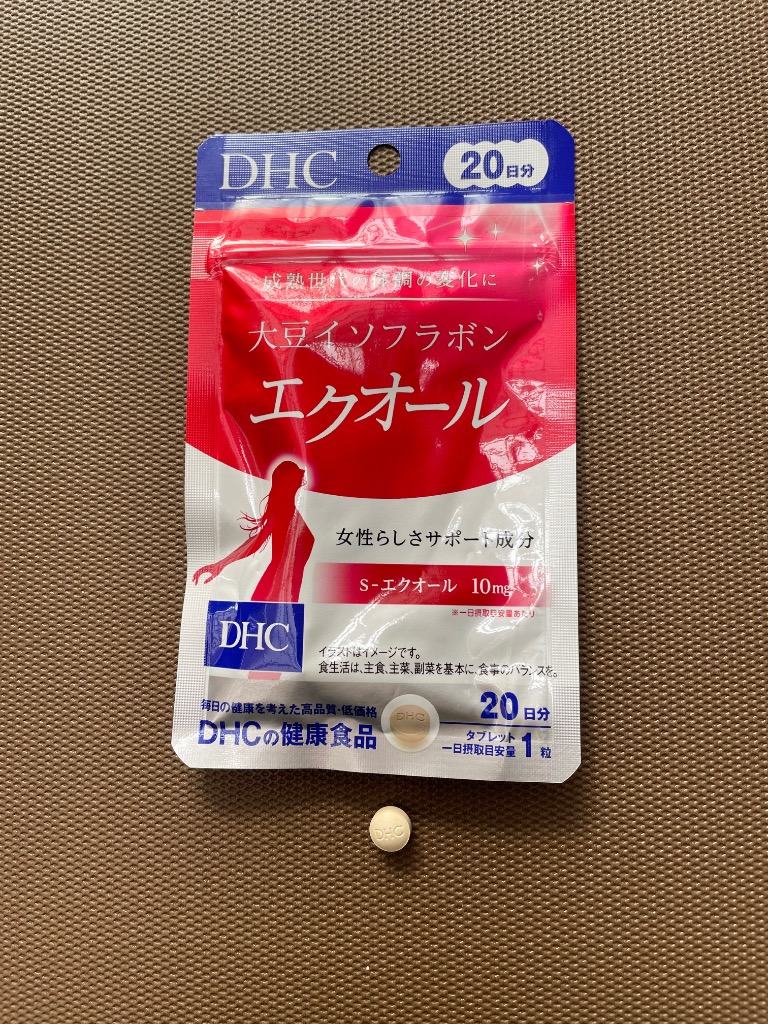 DHC
20日分
成熟世代の体調の変化に
大豆イソフラボン
エクオール
女性らしさサポート成分
S-エクオール 10mg
※一日摂取目安量あたり
DHC
イラストはイメージです。
食生活は、主食、主菜、副菜を基本に、食事のバランスを。
毎日の健康を考えた高品質・低価格
DHCの健康食品
DHC
20日分
タブレット
一日摂取目安量 1粒
DHC